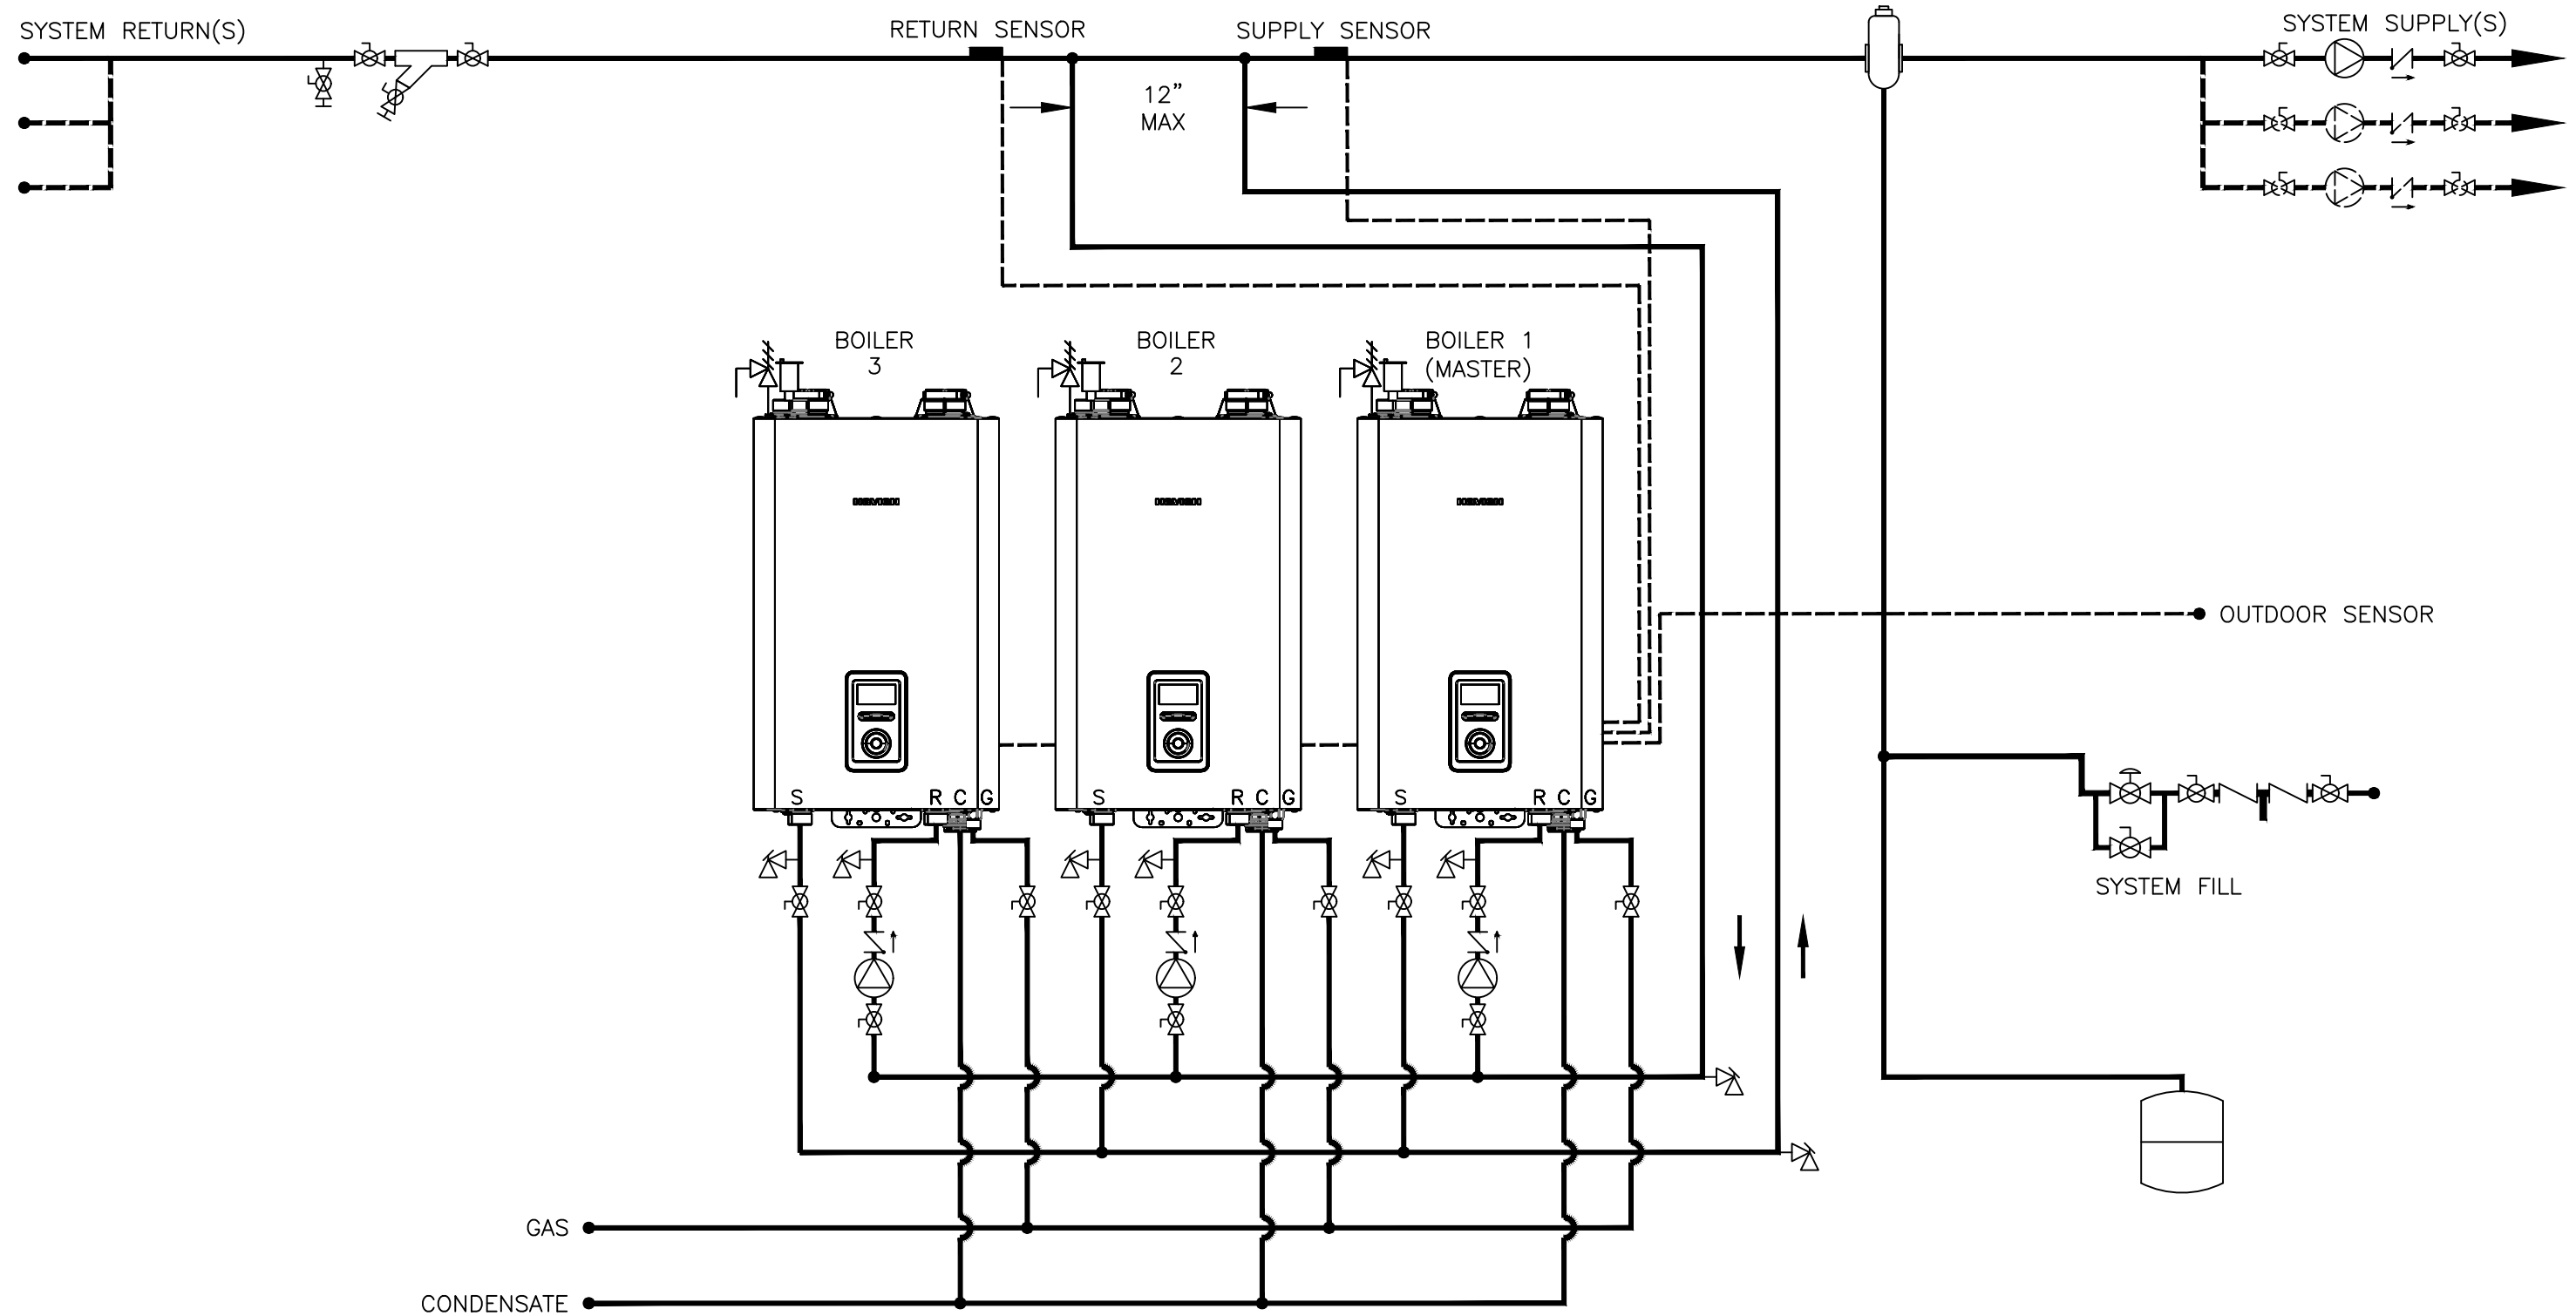 SYSTEM RETURN(S)
RETURN SENSOR
SUPPLY SENSOR
SYSTEM SUPPLY(S)
12"
MAX
BOILER
3
BOILER
2
BOILER 1
(MASTER)
OUTDOOR SENSOR
S R C G
S R C G
S R C G
SYSTEM FILL
GAS
CONDENSATE